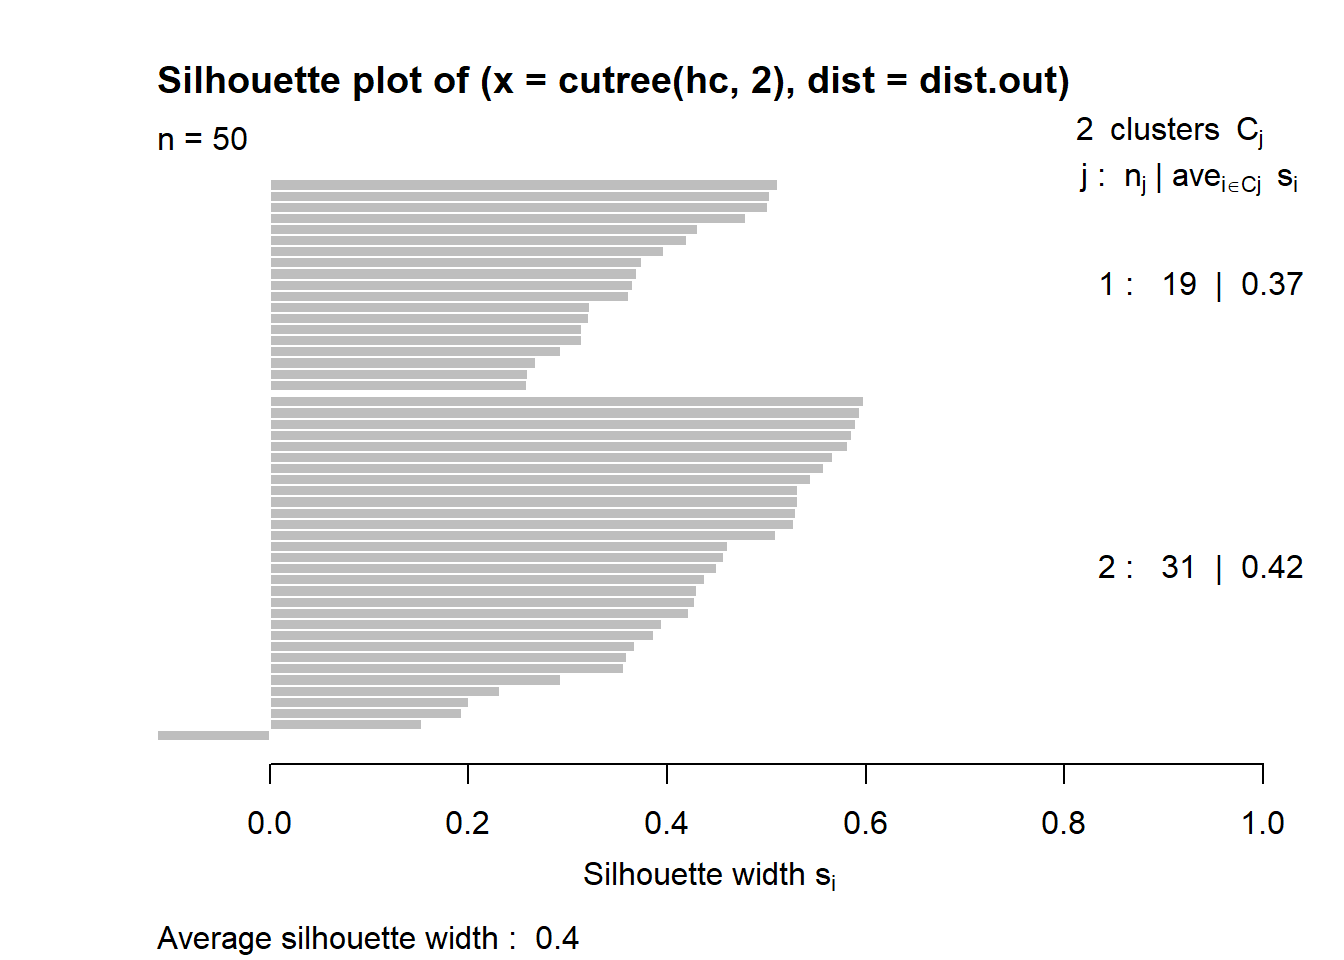 Silhouette plot of (x = cutree(hc, 2), dist = dist.out)
n = 50
2 clusters Cj
j : nj | avei∈Cj si
1 : 19 | 0.37
2 : 31 | 0.42
0.0 0.2 0.4 0.6 0.8 1.0
Silhouette width si
Average silhouette width : 0.4